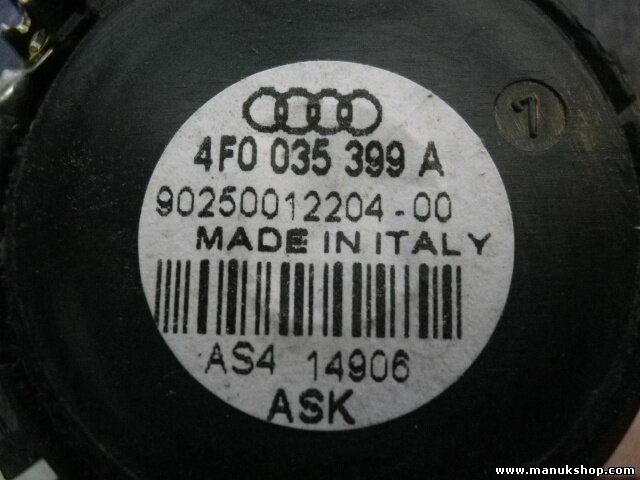 7
4F0 035 399 A
90250012204-00
MADE IN ITALY
AS4 14906
ASK
www.manukshop.com